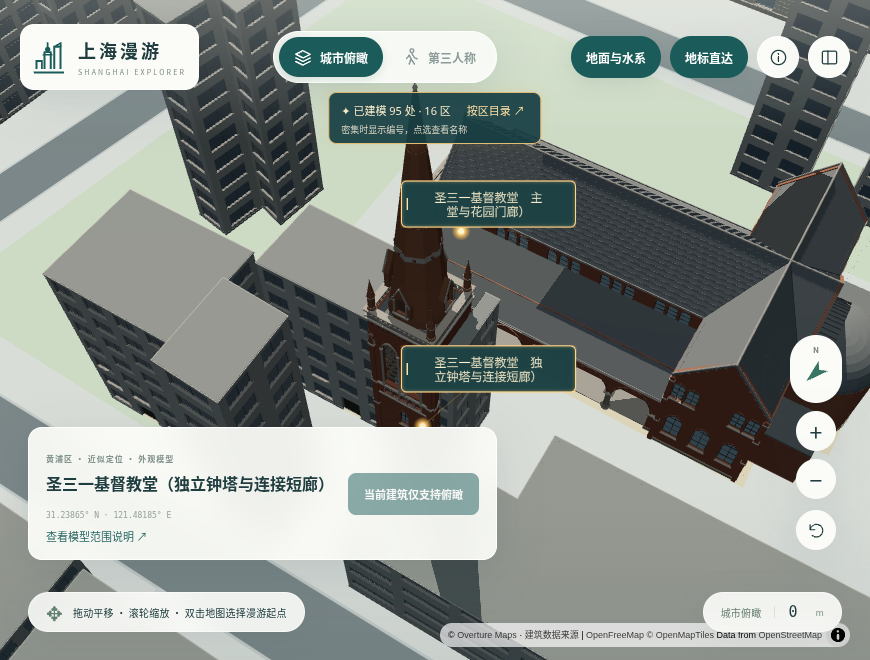 上海漫游
SHANGHAI EXPLORER
城市俯瞰
第三人称
地面与水系
地标直达
✦ 已建模 95 处 · 16 区 按区目录 ↗
密集时显示编号，点选查看名称
圣三一基督教堂 主
堂与花园门廊）
圣三一基督教堂 独
立钟塔与连接短廊）
N
+
−
黄浦区 · 近似定位 · 外观模型
圣三一基督教堂（独立钟塔与连接短廊）
当前建筑仅支持俯瞰
31.23865° N · 121.48185° E
查看模型范围说明 ↗
拖动平移 · 滚轮缩放 · 双击地图选择漫游起点
城市俯瞰 0 m
© Overture Maps · 建筑数据来源 | OpenFreeMap © OpenMapTiles Data from OpenStreetMap